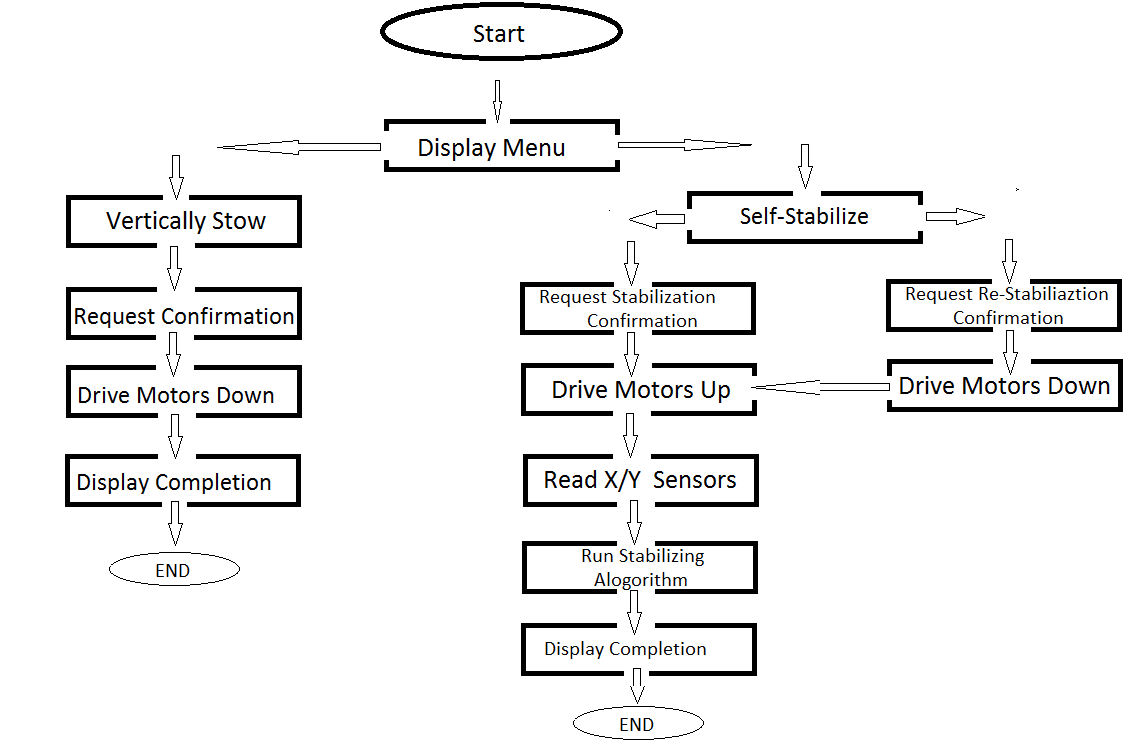 Start
Display Menu
Vertically Stow
Request Confirmation
Drive Motors Down
Display Completion
END
Self-Stabilize
Request Stabilization
Confirmation
Drive Motors Up
Read X/Y Sensors
Run Stabilizing
Alogorithm
Display Completion
END
Request Re-Stabiliaztion
Confirmation
Drive Motors Down